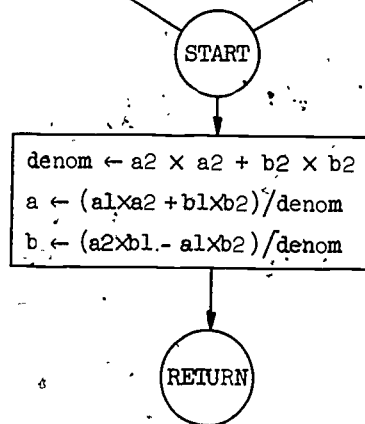 START
denom ← a2 × a2 + b2 × b2
a ← (a1×a2 + b1×b2)/denom
b ← (a2×b1 - a1×b2)/denom
RETURN